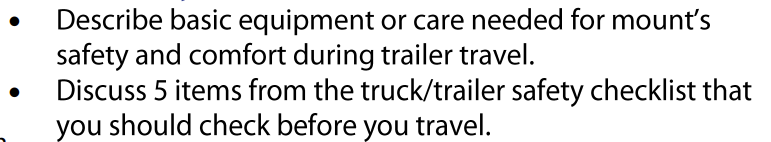 • Describe basic equipment or care needed for mount's
safety and comfort during trailer travel.
• Discuss 5 items from the truck/trailer safety checklist that
you should check before you travel.